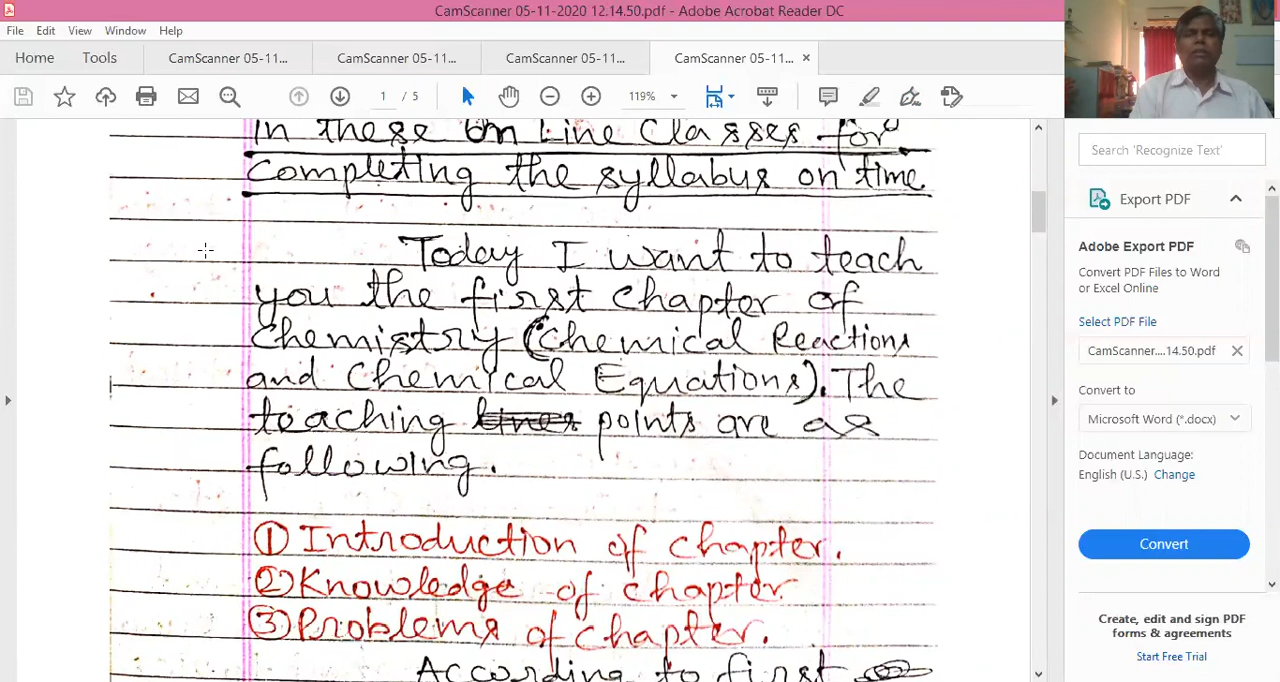 CamScanner 05-11-2020 12.14.50.pdf - Adobe Acrobat Reader DC
File Edit View Window Help
Home Tools CamScanner 05-11... CamScanner 05-11... CamScanner 05-11... CamScanner 05-11... ×
1 / 5 119%
In these on Line Classes for
Completing the syllabus on time.
Today I want to teach
you the first chapter of
Chemistry (Chemical Reactions
and Chemical Equations). The
teaching points are as
following.
① Introduction of chapter.
② Knowledge of chapter
③ Problems of chapter.
According to first
Search 'Recognize Text'
Export PDF
Adobe Export PDF
Convert PDF Files to Word
or Excel Online
Select PDF File
CamScanner....14.50.pdf ×
Convert to
Microsoft Word (*.docx)
Document Language:
English (U.S.) Change
Convert
Create, edit and sign PDF
forms & agreements
Start Free Trial